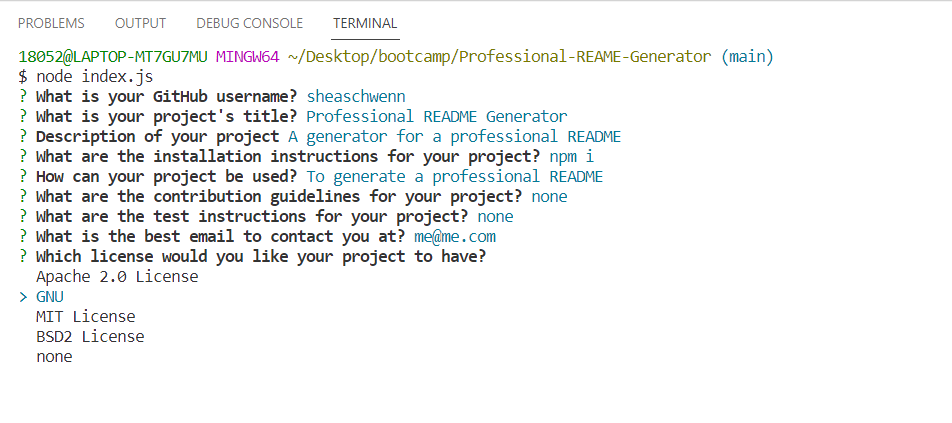 PROBLEMS OUTPUT DEBUG CONSOLE TERMINAL
18052@LAPTOP-MT7GU7MU MINGW64 ~/Desktop/bootcamp/Professional-REAME-Generator (main)
$ node index.js
? What is your GitHub username? sheaschwenn
? What is your project's title? Professional README Generator
? Description of your project A generator for a professional README
? What are the installation instructions for your project? npm i
? How can your project be used? To generate a professional README
? What are the contribution guidelines for your project? none
? What are the test instructions for your project? none
? What is the best email to contact you at? me@me.com
? Which license would you like your project to have?
Apache 2.0 License
> GNU
MIT License
BSD2 License
none